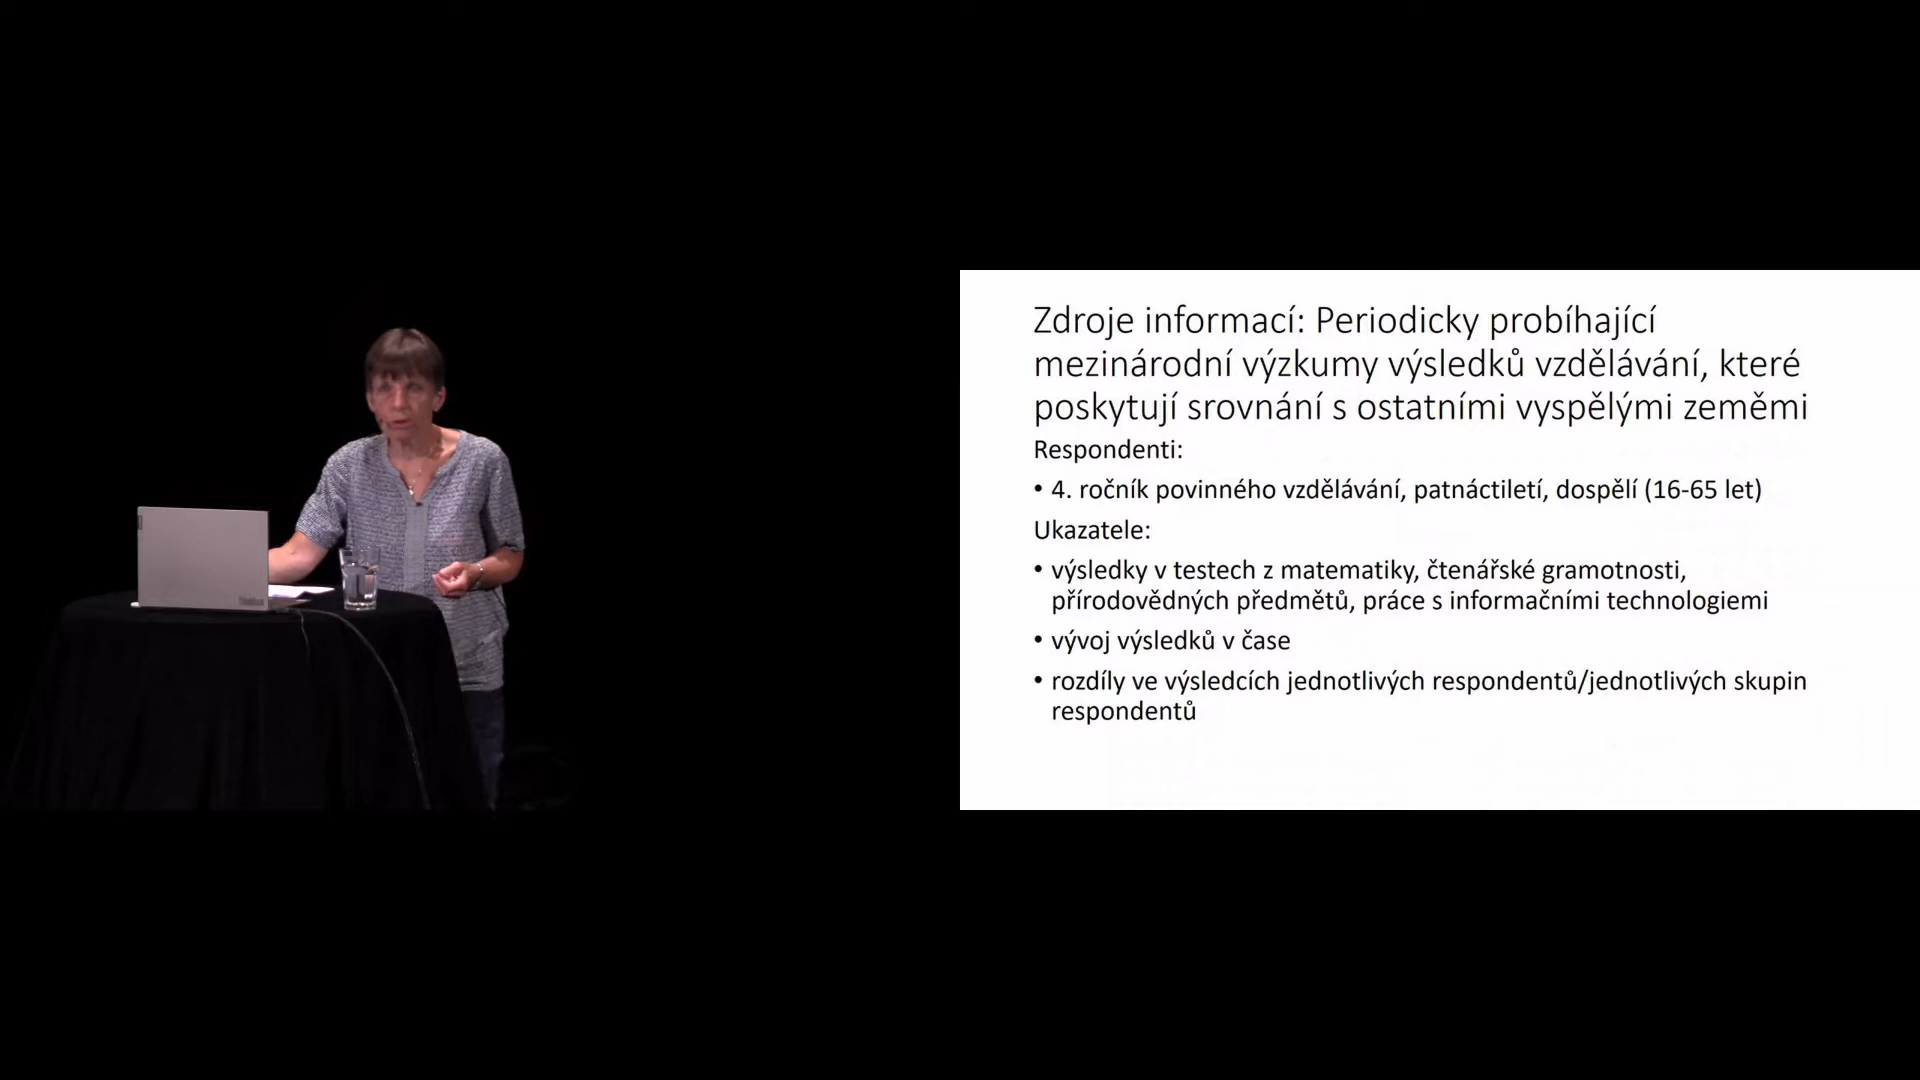 Zdroje informací: Periodicky probíhající
mezinárodní výzkumy výsledků vzdělávání, které
poskytují srovnání s ostatními vyspělými zeměmi
Respondenti:
• 4. ročník povinného vzdělávání, patnáctiletí, dospělí (16-65 let)
Ukazatele:
• výsledky v testech z matematiky, čtenářské gramotnosti,
přírodovědných předmětů, práce s informačními technologiemi
• vývoj výsledků v čase
• rozdíly ve výsledcích jednotlivých respondentů/jednotlivých skupin
respondentů